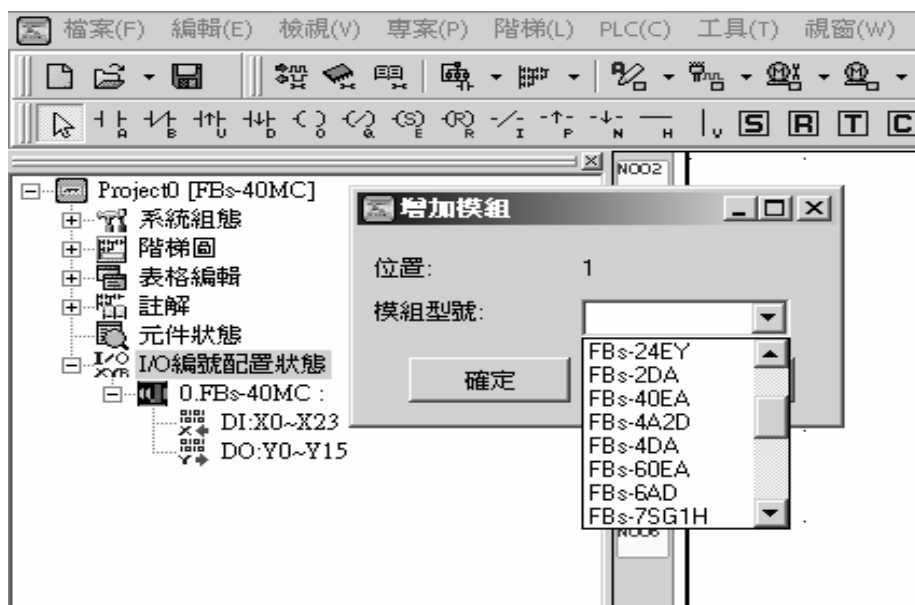 檔案(F) 編輯(E) 檢視(V) 專案(P) 階梯(L) PLC(C) 工具(T) 視窗(W)
A B U D O Q E R I P N H V S R T C
N002
Project0 [FBs-40MC]
系統組態
階梯圖
表格編輯
註解
元件狀態
I/O編號配置狀態
0.FBs-40MC :
DI:X0~X23
DO:Y0~Y15
增加模組
位置: 1
模組型號:
確定
FBs-24EY
FBs-2DA
FBs-40EA
FBs-4A2D
FBs-4DA
FBs-60EA
FBs-6AD
FBs-7SG1H
N006